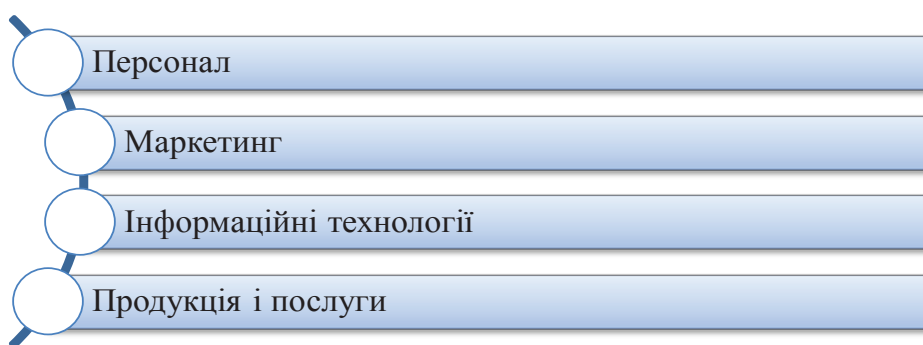 Персонал
Маркетинг
Інформаційні технології
Продукція і послуги